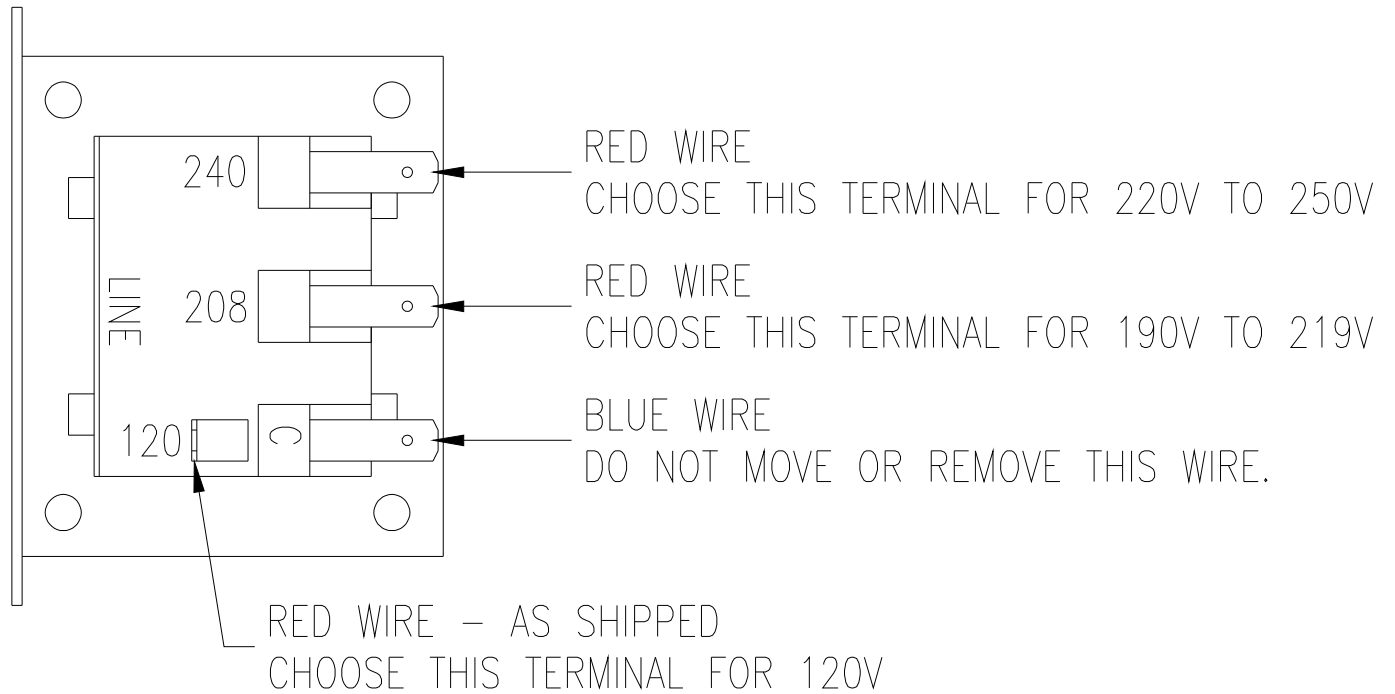 240
RED WIRE
CHOOSE THIS TERMINAL FOR 220V TO 250V
LINE
208
RED WIRE
CHOOSE THIS TERMINAL FOR 190V TO 219V
120
C
BLUE WIRE
DO NOT MOVE OR REMOVE THIS WIRE.
RED WIRE – AS SHIPPED
CHOOSE THIS TERMINAL FOR 120V